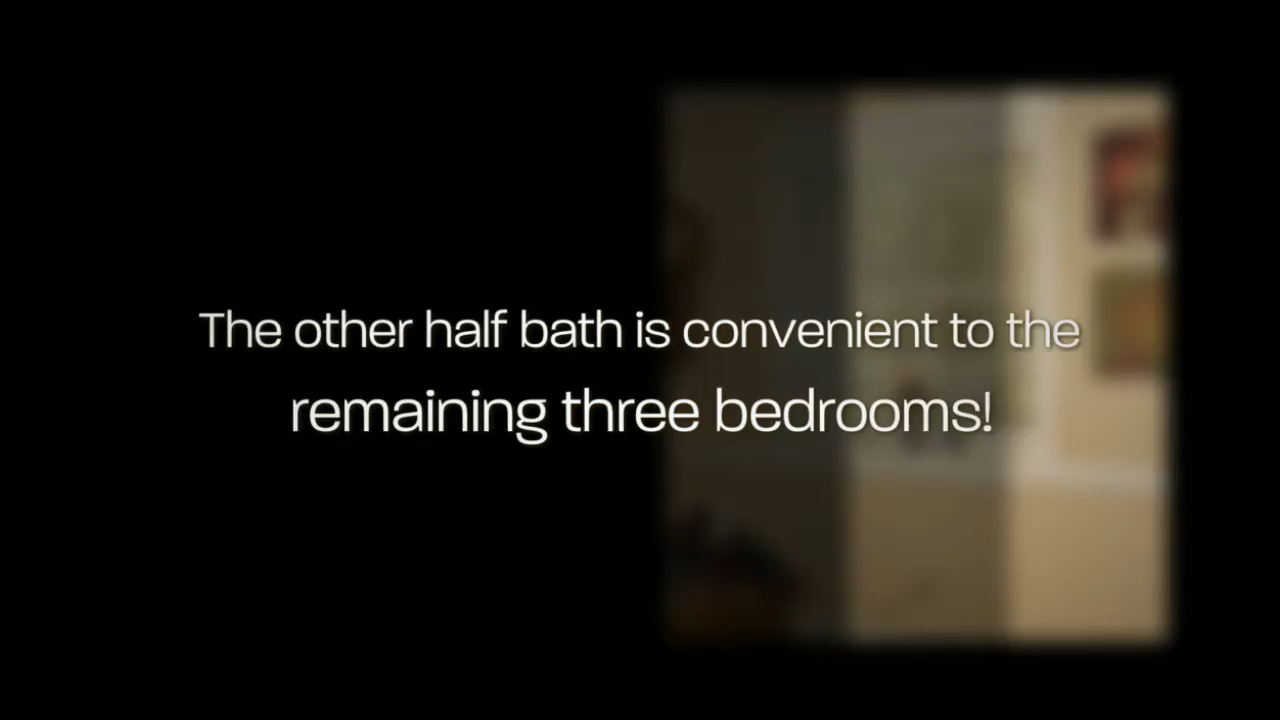 The other half bath is convenient to the
remaining three bedrooms!